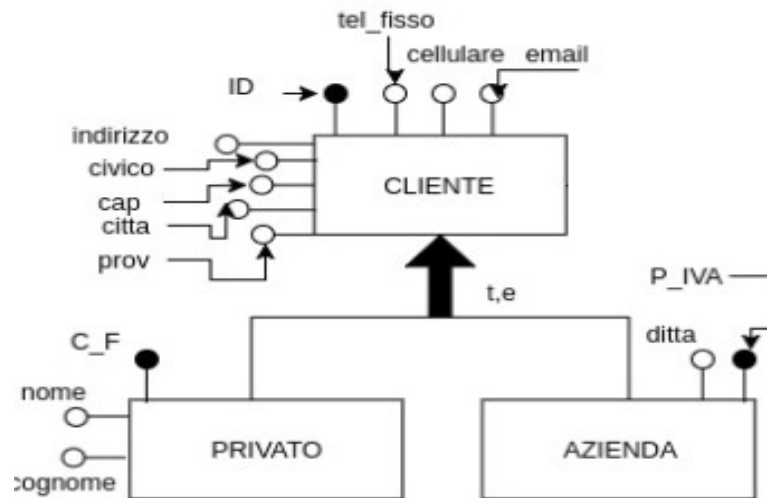 tel_fisso
cellulare email
ID
indirizzo
civico
CLIENTE
cap
citta
prov
t,e
P_IVA
C_F
ditta
nome
PRIVATO
AZIENDA
cognome